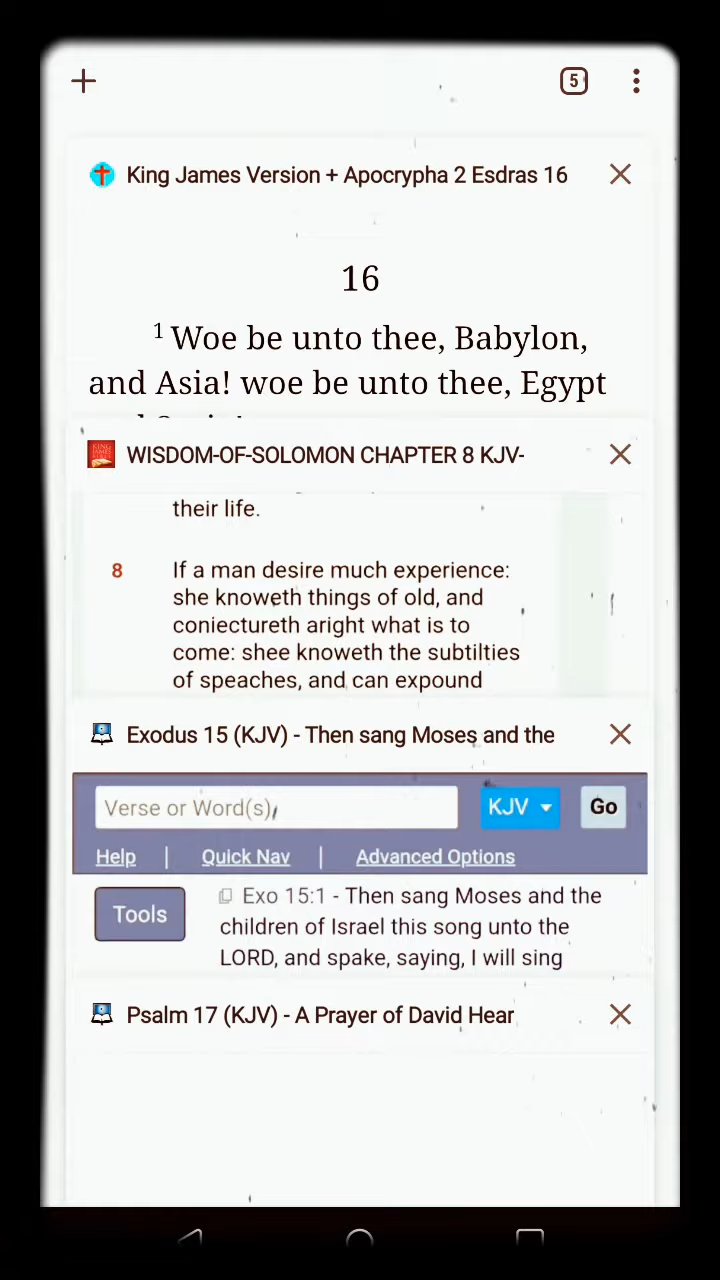 5
King James Version + Apocrypha 2 Esdras 16
16
1 Woe be unto thee, Babylon,
and Asia! woe be unto thee, Egypt
WISDOM-OF-SOLOMON CHAPTER 8 KJV-
their life.
8 If a man desire much experience:
she knoweth things of old, and
coniectureth aright what is to
come: shee knoweth the subtilties
of speaches, and can expound
Exodus 15 (KJV) - Then sang Moses and the
Verse or Word(s) KJV Go
Help | Quick Nav | Advanced Options
Tools
Exo 15:1 - Then sang Moses and the
children of Israel this song unto the
LORD, and spake, saying, I will sing
Psalm 17 (KJV) - A Prayer of David Hear